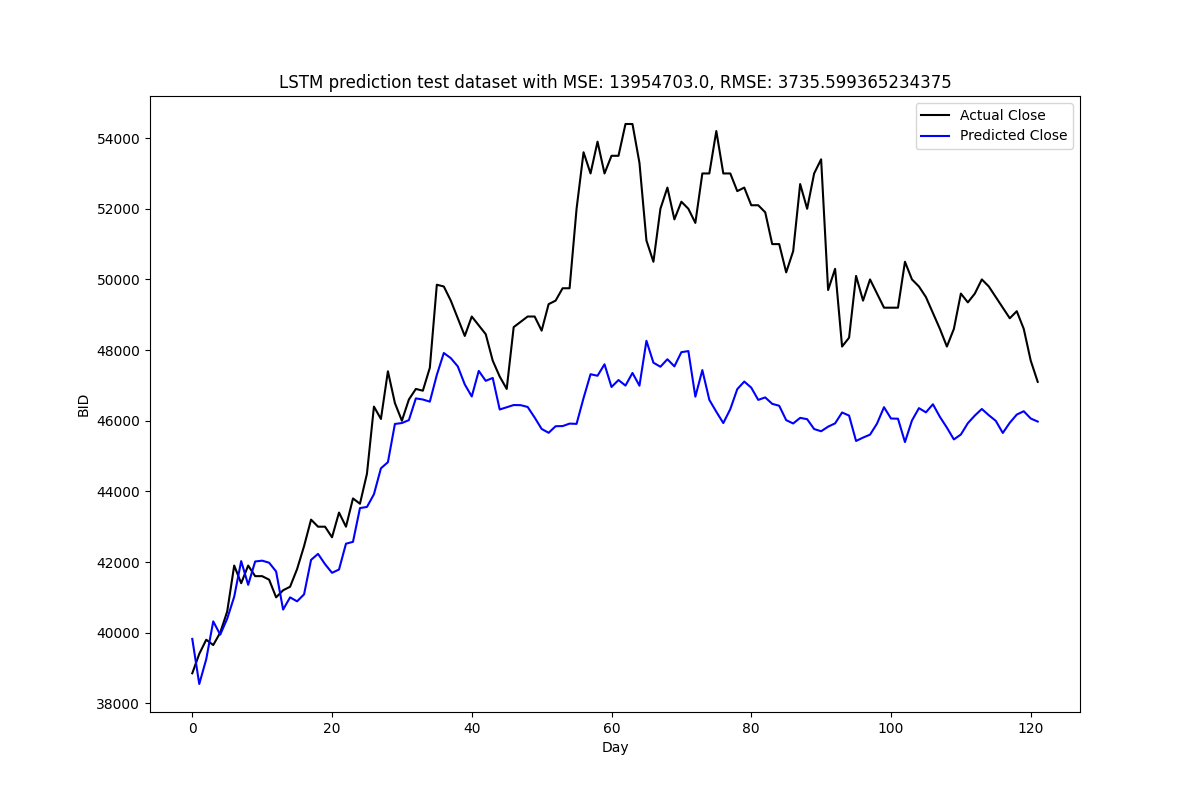 LSTM prediction test dataset with MSE: 13954703.0, RMSE: 3735.599365234375
Actual Close
Predicted Close
54000
52000
50000
48000
46000
44000
42000
40000
38000
BID
0 20 40 60 80 100 120
Day